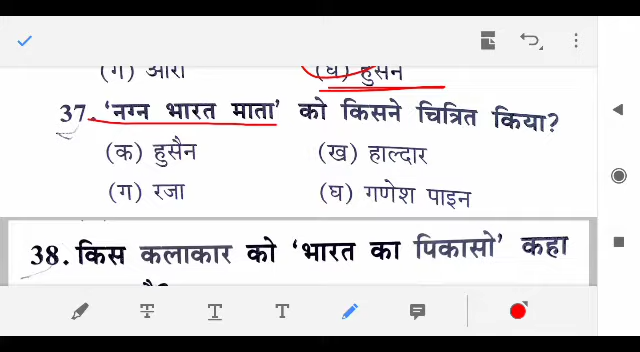 (ग) आरा (घ) हुसैन
37. ‘नग्न भारत माता’ को किसने चित्रित किया?
(क) हुसैन (ख) हाल्दार
(ग) रजा (घ) गणेश पाइन
38. किस कलाकार को ‘भारत का पिकासो’ कहा